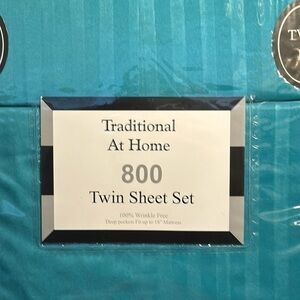 Traditional
At Home
800
Twin Sheet Set
100% Wrinkle Free
Deep pockets Fit up to 18" Mattress